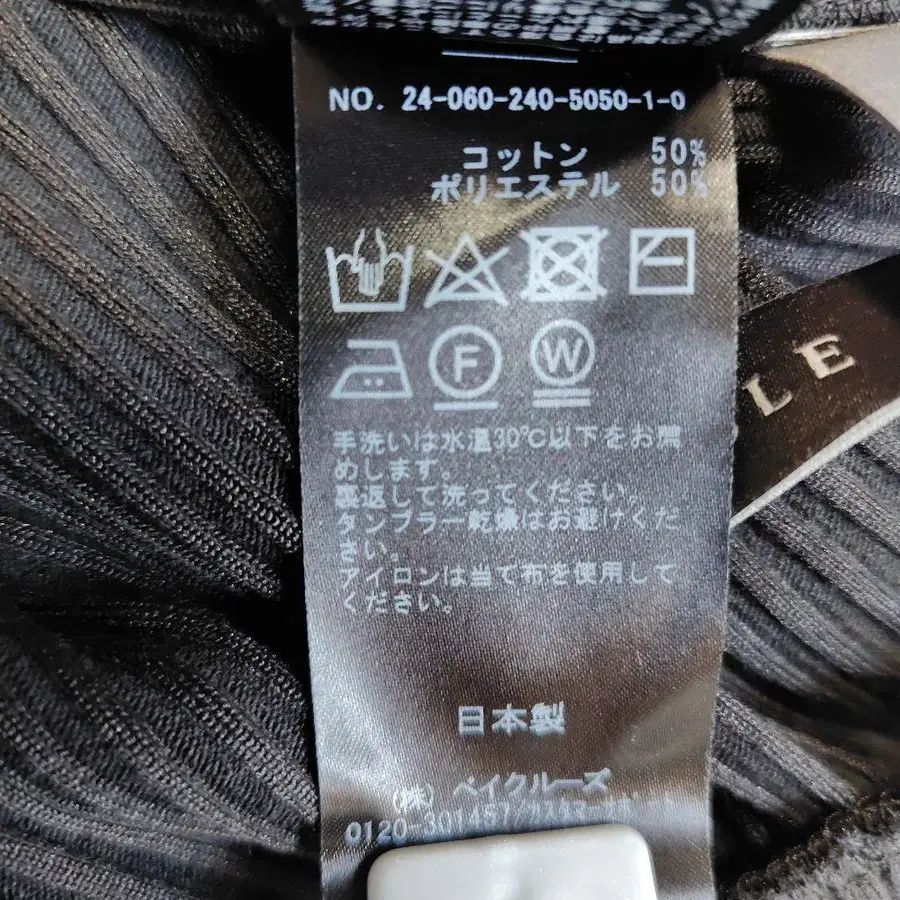 NO. 24-060-240-5050-1-0
コットン 50%
ポリエステル 50%
F W
手洗いは水温30℃以下をお薦
めします。
裏返して洗ってください。
タンブラー乾燥はお避けくだ
さい。
アイロンは当て布を使用して
ください。
日本製
(株) ベイクルーズ
0120-301457
LE